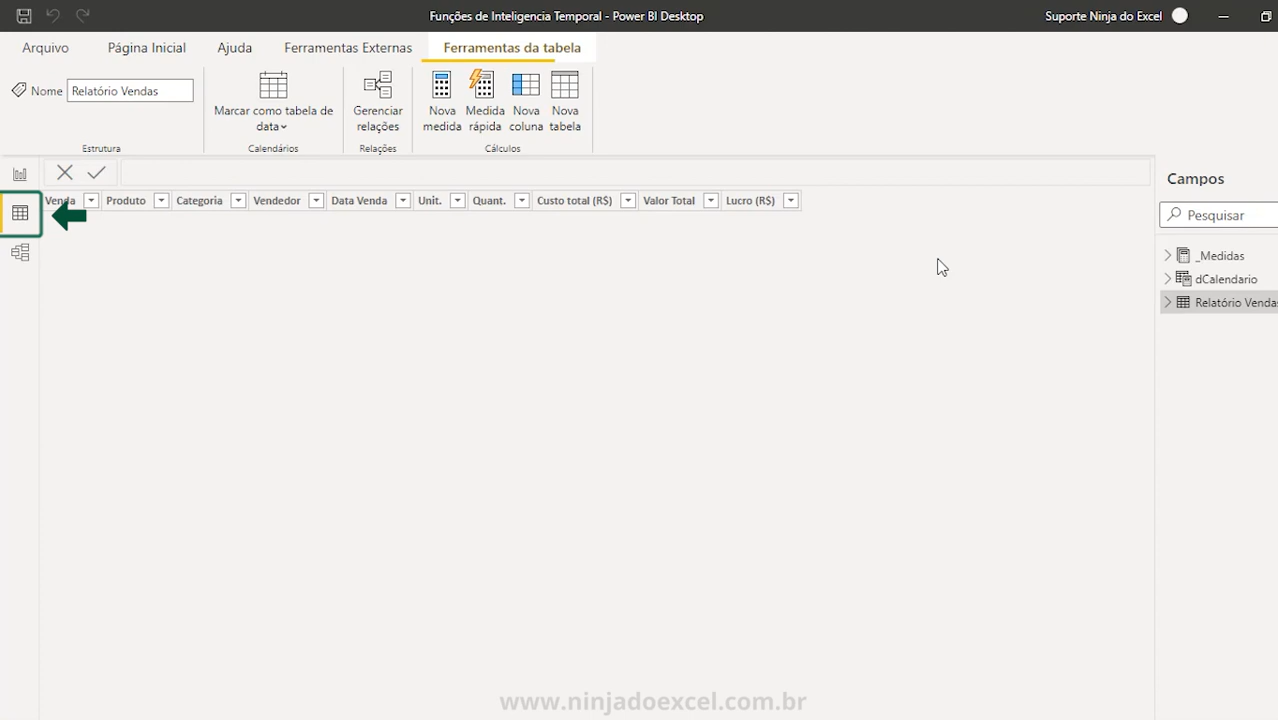 Funções de Inteligencia Temporal - Power BI Desktop
Suporte Ninja do Excel
Arquivo
Página Inicial
Ajuda
Ferramentas Externas
Ferramentas da tabela
Nome
Relatório Vendas
Marcar como tabela de
data
Gerenciar
relações
Nova
medida
Medida
rápida
Nova
coluna
Nova
tabela
Estrutura
Calendários
Relações
Cálculos
Campos
Venda
Produto
Categoria
Vendedor
Data Venda
Unit.
Quant.
Custo total (R$)
Valor Total
Lucro (R$)
Pesquisar
_Medidas
dCalendario
Relatório Vendas
www.ninjadoexcel.com.br